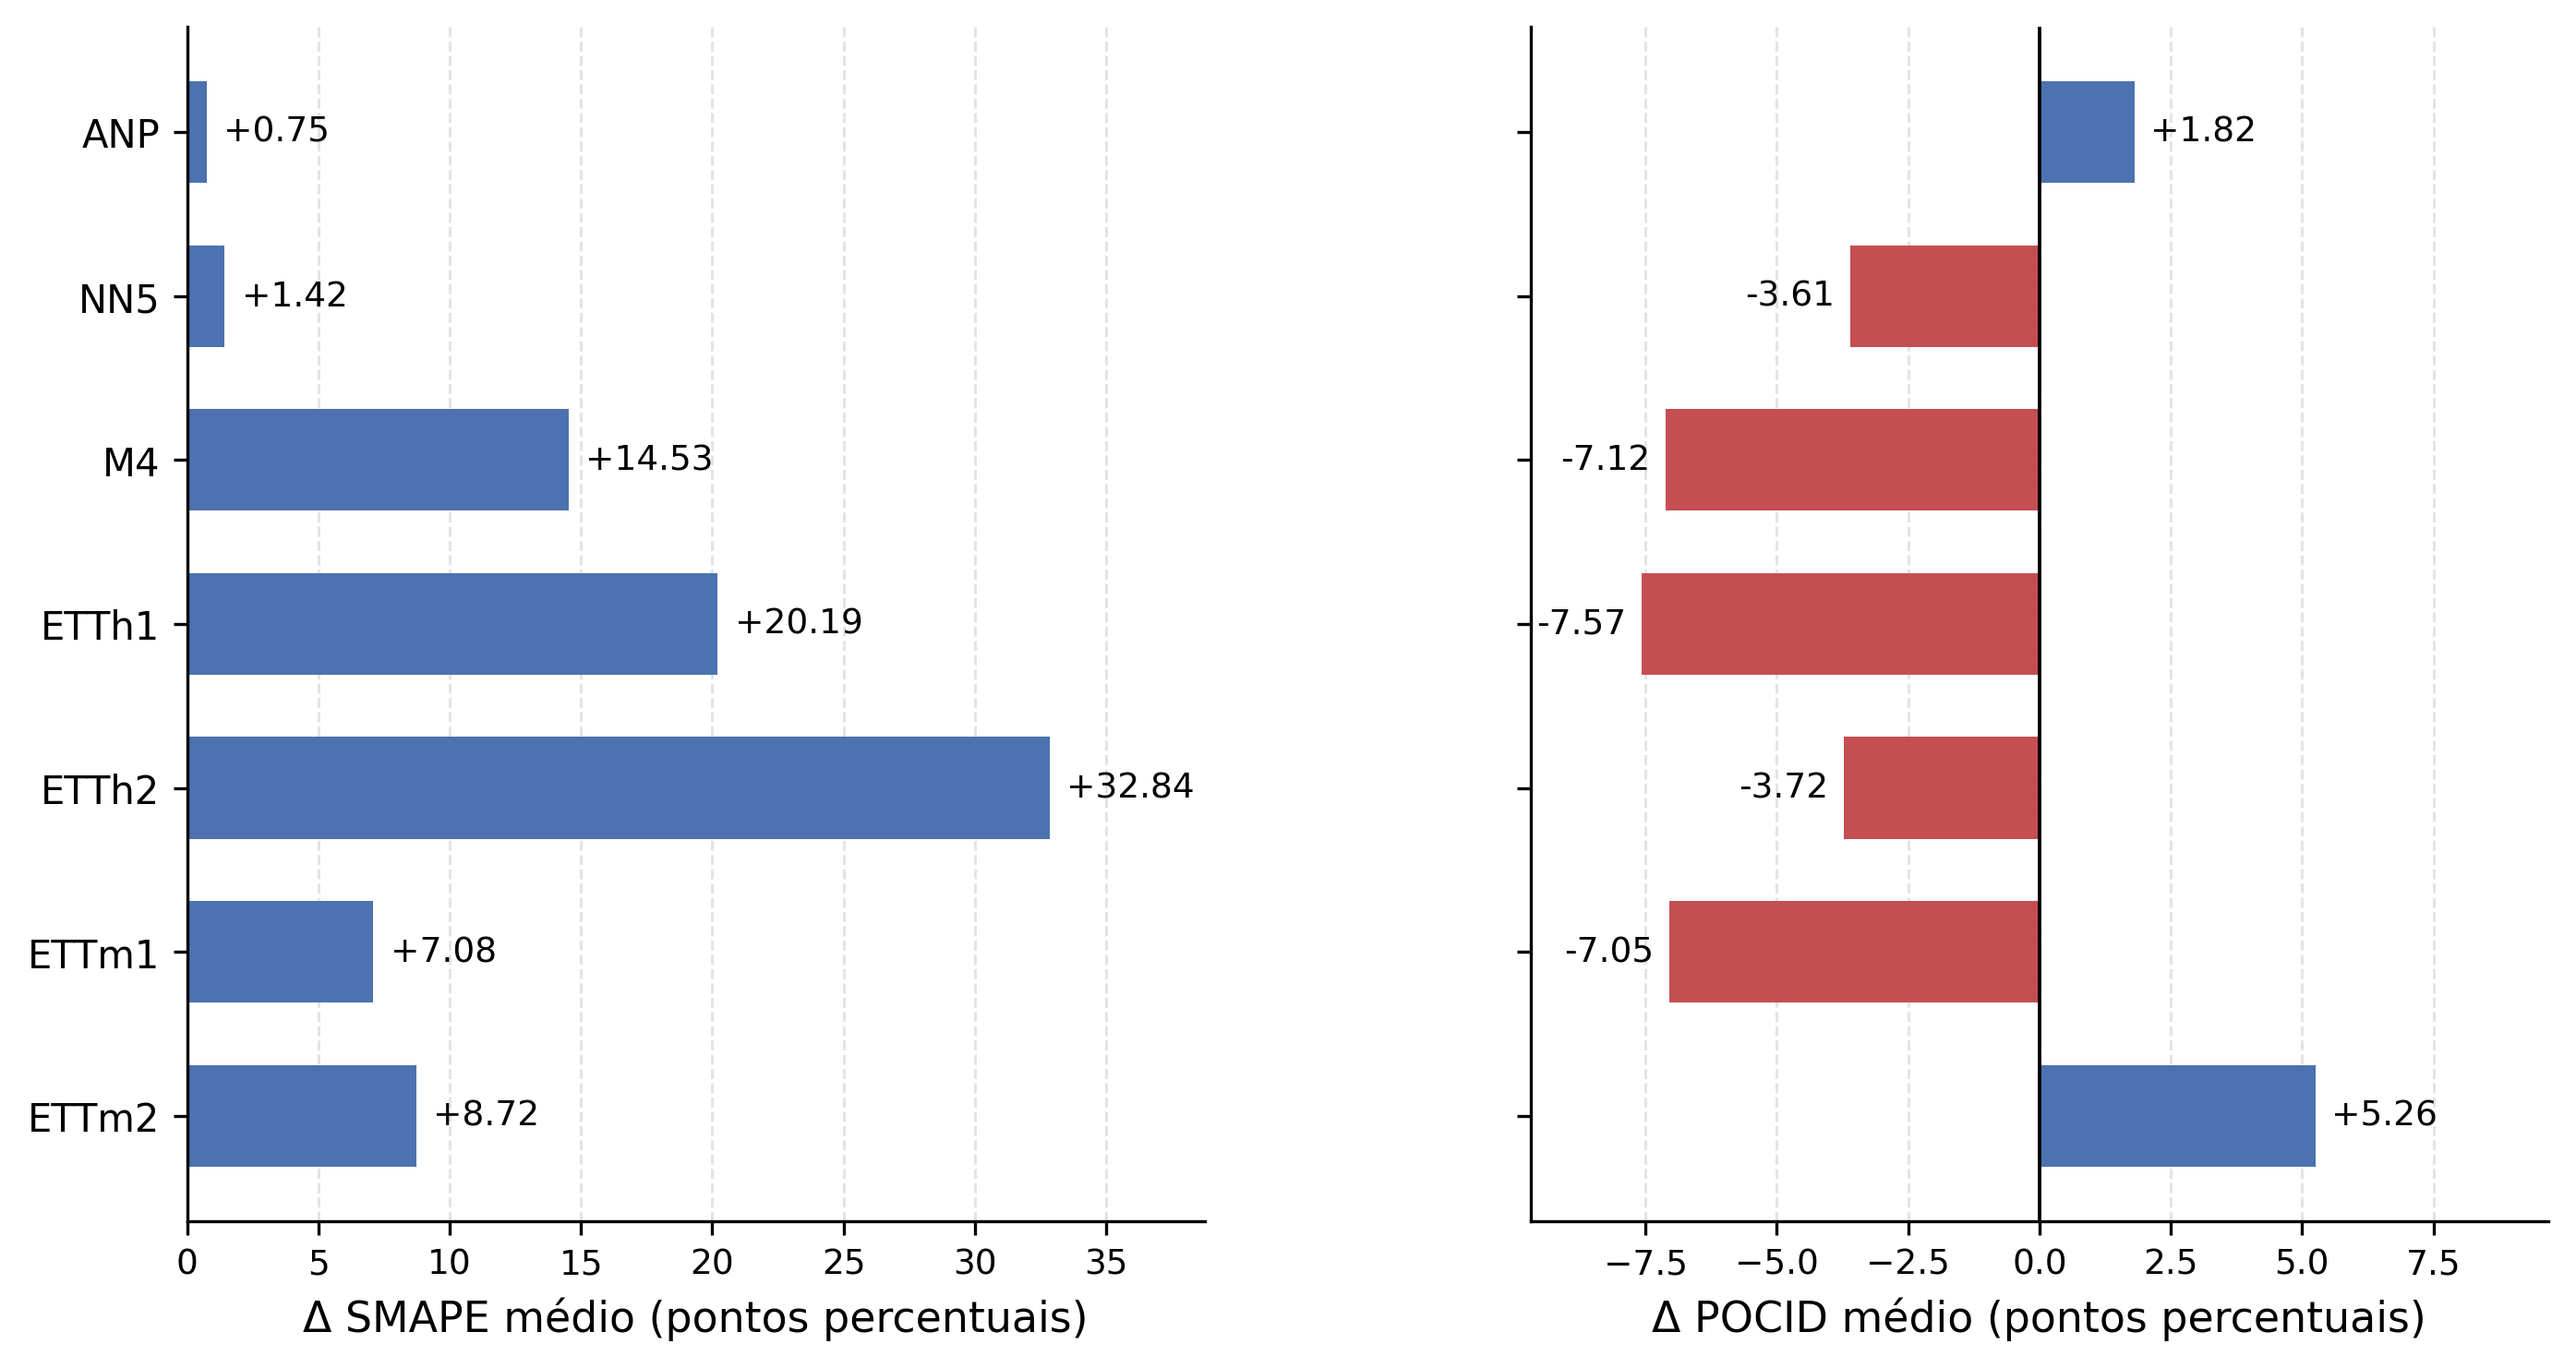 ANP
+0.75
NN5
+1.42
M4
+14.53
ETTh1
+20.19
ETTh2
+32.84
ETTm1
+7.08
ETTm2
+8.72
0 5 10 15 20 25 30 35
Δ SMAPE médio (pontos percentuais)
+1.82
-3.61
-7.12
-7.57
-3.72
-7.05
+5.26
−7.5 −5.0 −2.5 0.0 2.5 5.0 7.5
Δ POCID médio (pontos percentuais)